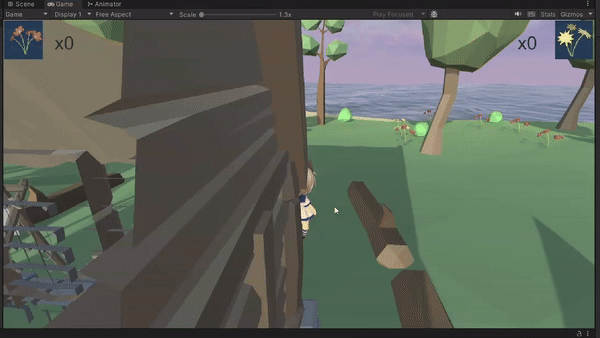 Scene Game Animator
Game Display 1 Free Aspect Scale 1.3x Play Focused Stats Gizmos
x0 x0